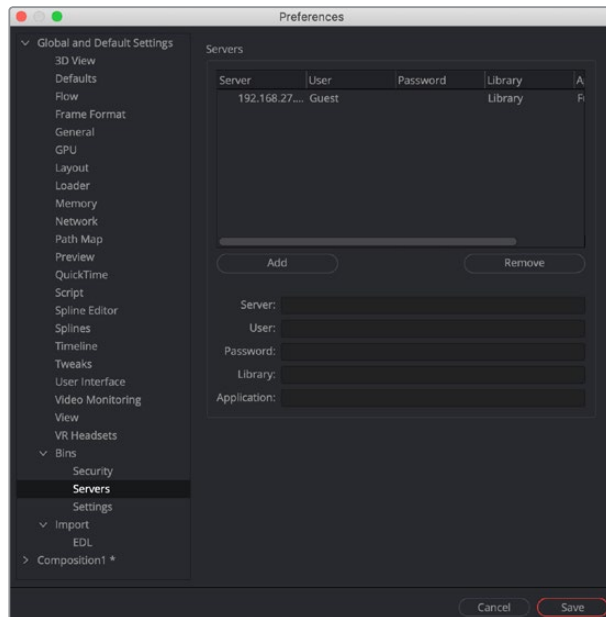 Preferences
Global and Default Settings
3D View
Defaults
Flow
Frame Format
General
GPU
Layout
Loader
Memory
Network
Path Map
Preview
QuickTime
Script
Spline Editor
Splines
Timeline
Tweaks
User Interface
Video Monitoring
View
VR Headsets
Bins
Security
Servers
Settings
Import
EDL
Composition1 *
Servers
Server User Password Library
192.168.27.... Guest Library
Add Remove
Server:
User:
Password:
Library:
Application:
Cancel Save